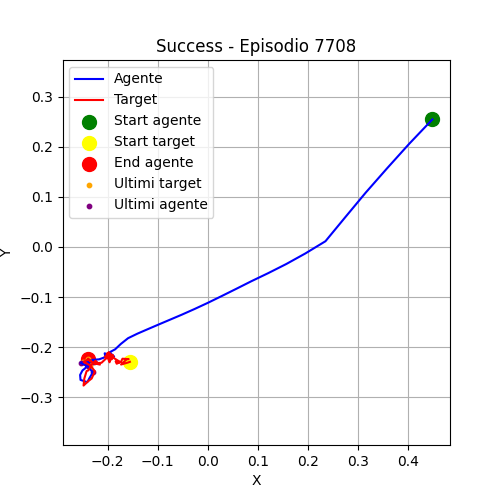 Success - Episodio 7708
Agente
Target
Start agente
Start target
End agente
Ultimi target
Ultimi agente
0.3
0.2
0.1
0.0
−0.1
−0.2
−0.3
Y
−0.2
−0.1
0.0
0.1
0.2
0.3
0.4
X